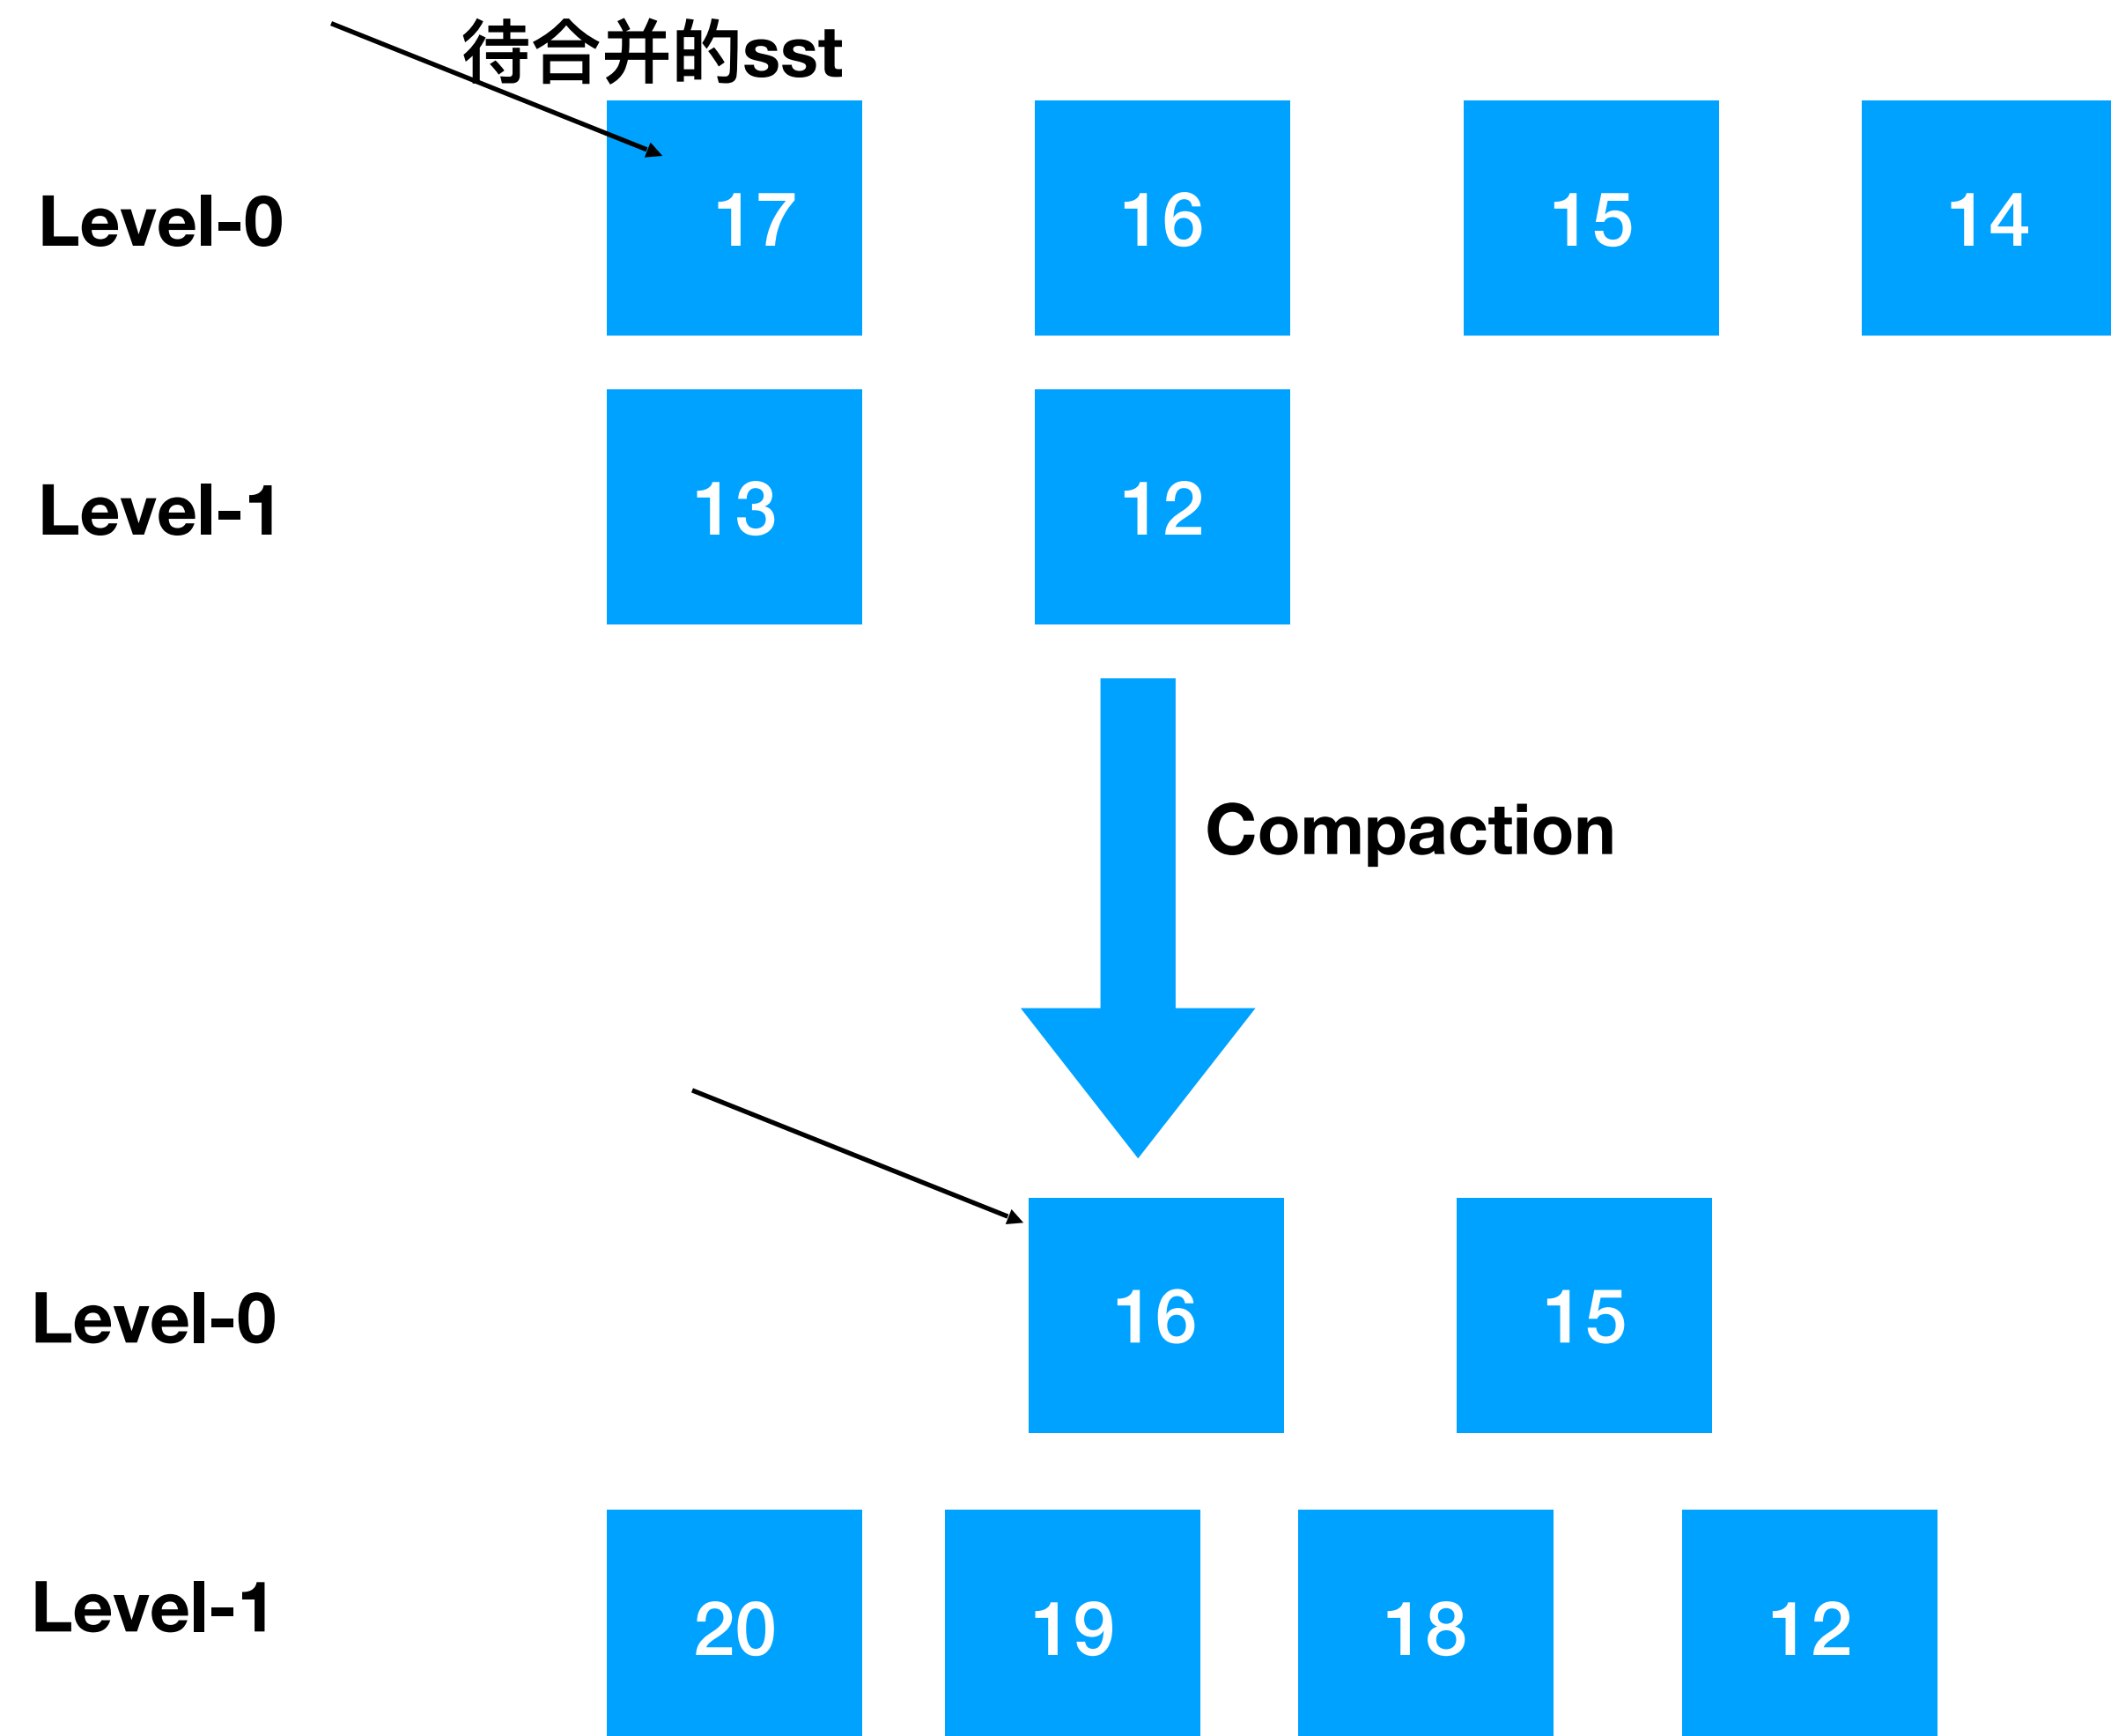 待合并的sst
Level-0 17 16 15 14
Level-1 13 12
Compaction
Level-0 16 15
Level-1 20 19 18 12